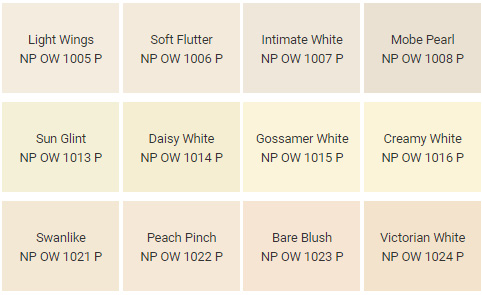 Light Wings
NP OW 1005 P
Soft Flutter
NP OW 1006 P
Intimate White
NP OW 1007 P
Mobe Pearl
NP OW 1008 P
Sun Glint
NP OW 1013 P
Daisy White
NP OW 1014 P
Gossamer White
NP OW 1015 P
Creamy White
NP OW 1016 P
Swanlike
NP OW 1021 P
Peach Pinch
NP OW 1022 P
Bare Blush
NP OW 1023 P
Victorian White
NP OW 1024 P